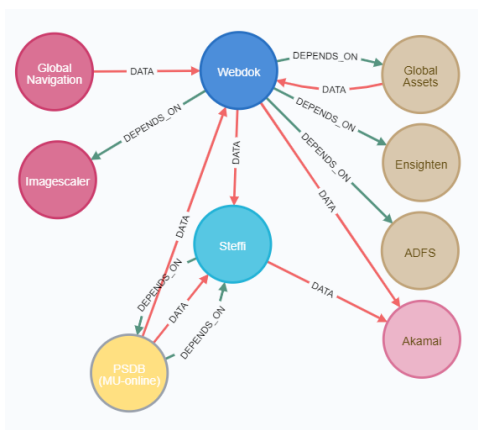 Global
Navigation
DATA
Webdok
DEPENDS_ON
DATA
Global
Assets
DEPENDS_ON
DEPENDS_ON
DEPENDS_ON
Imagescaler
Ensighten
DATA
DATA
DATA
Steffi
ADFS
DEPENDS_ON
DATA
DATA
DEPENDS_ON
Akamai
PSDB
(MU-online)